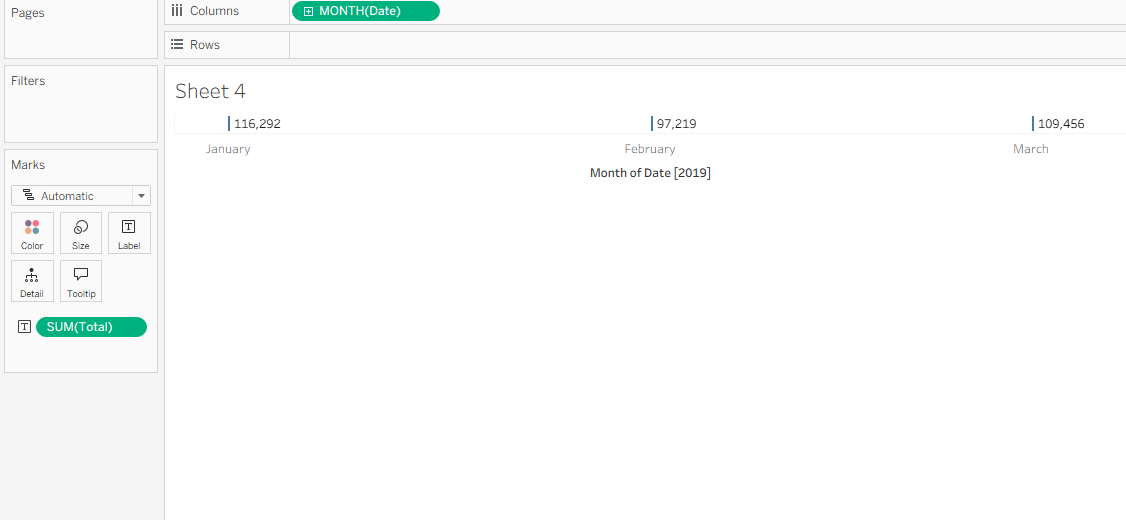 Pages
Columns
MONTH(Date)
Rows
Filters
Sheet 4
116,292
97,219
109,456
January
February
March
Month of Date [2019]
Marks
Automatic
Color
Size
T
Label
Detail
Tooltip
T
SUM(Total)